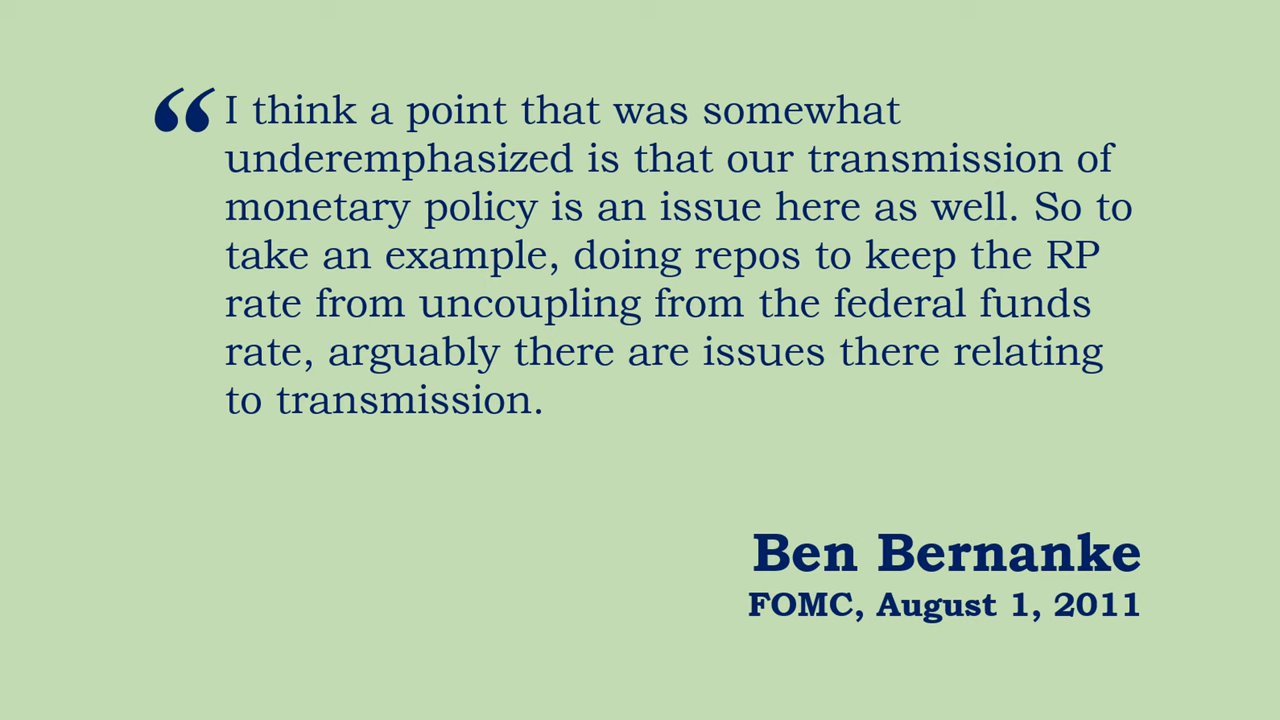 “I think a point that was somewhat
underemphasized is that our transmission of
monetary policy is an issue here as well. So to
take an example, doing repos to keep the RP
rate from uncoupling from the federal funds
rate, arguably there are issues there relating
to transmission.
Ben Bernanke
FOMC, August 1, 2011